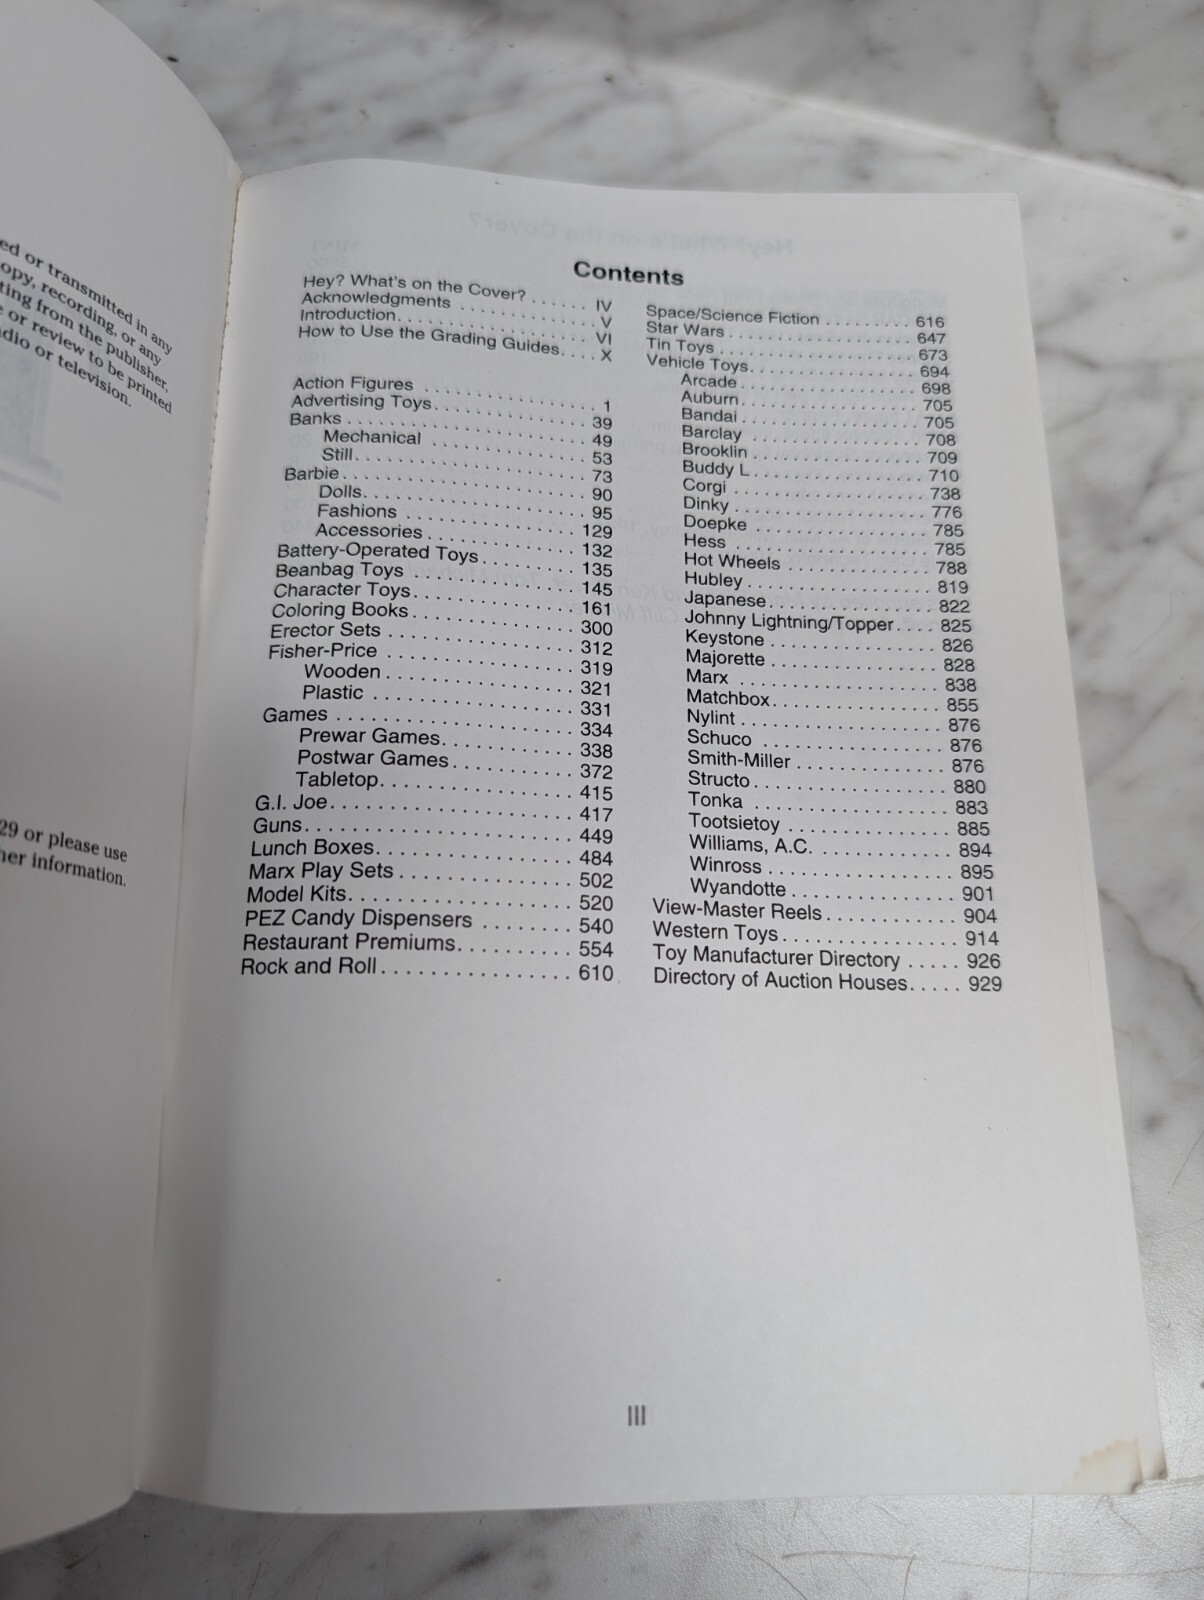 ed or transmitted in any
opy, recording, or any
ting from the publisher,
or review to be printed
dio or television.
29 or please use
her information.
Contents
Hey? What's on the Cover? . . . . . . IV
Acknowledgments . . . . . . . . . . . . . . V
Introduction. . . . . . . . . . . . . . . . . . . VI
How to Use the Grading Guides. . . . X
Action Figures . . . . . . . . . . . . . . . . . 1
Advertising Toys. . . . . . . . . . . . . . . 39
Banks . . . . . . . . . . . . . . . . . . . . . . . 49
Mechanical . . . . . . . . . . . . . . . . 53
Still. . . . . . . . . . . . . . . . . . . . . . . 73
Barbie. . . . . . . . . . . . . . . . . . . . . . . 90
Dolls. . . . . . . . . . . . . . . . . . . . . . 95
Fashions . . . . . . . . . . . . . . . . . 129
Accessories . . . . . . . . . . . . . . . 132
Battery-Operated Toys . . . . . . . . . 135
Beanbag Toys . . . . . . . . . . . . . . . 145
Character Toys. . . . . . . . . . . . . . . 161
Coloring Books. . . . . . . . . . . . . . . 300
Erector Sets . . . . . . . . . . . . . . . . . 312
Fisher-Price . . . . . . . . . . . . . . . . . 319
Wooden . . . . . . . . . . . . . . . . . . 321
Plastic . . . . . . . . . . . . . . . . . . . 331
Games . . . . . . . . . . . . . . . . . . . . . 334
Prewar Games. . . . . . . . . . . . . 338
Postwar Games . . . . . . . . . . . . 372
Tabletop. . . . . . . . . . . . . . . . . . 415
G.I. Joe. . . . . . . . . . . . . . . . . . . . . 417
Guns. . . . . . . . . . . . . . . . . . . . . . . 449
Lunch Boxes. . . . . . . . . . . . . . . . . 484
Marx Play Sets . . . . . . . . . . . . . . . 502
Model Kits. . . . . . . . . . . . . . . . . . . 520
PEZ Candy Dispensers . . . . . . . . 540
Restaurant Premiums. . . . . . . . . . 554
Rock and Roll . . . . . . . . . . . . . . . . 610
Space/Science Fiction . . . . . . . . . 616
Star Wars . . . . . . . . . . . . . . . . . . . 647
Tin Toys . . . . . . . . . . . . . . . . . . . . 673
Vehicle Toys. . . . . . . . . . . . . . . . . 694
Arcade . . . . . . . . . . . . . . . . . . . 698
Auburn. . . . . . . . . . . . . . . . . . . 705
Bandai . . . . . . . . . . . . . . . . . . . 705
Barclay . . . . . . . . . . . . . . . . . . 708
Brooklin . . . . . . . . . . . . . . . . . . 709
Buddy L . . . . . . . . . . . . . . . . . . 710
Corgi . . . . . . . . . . . . . . . . . . . . 738
Dinky . . . . . . . . . . . . . . . . . . . . 776
Doepke . . . . . . . . . . . . . . . . . . 785
Hess . . . . . . . . . . . . . . . . . . . . 785
Hot Wheels . . . . . . . . . . . . . . . 788
Hubley . . . . . . . . . . . . . . . . . . . 819
Japanese. . . . . . . . . . . . . . . . . 822
Johnny Lightning/Topper . . . . 825
Keystone . . . . . . . . . . . . . . . . . 826
Majorette . . . . . . . . . . . . . . . . . 828
Marx . . . . . . . . . . . . . . . . . . . . 838
Matchbox. . . . . . . . . . . . . . . . . 855
Nylint . . . . . . . . . . . . . . . . . . . . 876
Schuco . . . . . . . . . . . . . . . . . . 876
Smith-Miller . . . . . . . . . . . . . . . 876
Structo . . . . . . . . . . . . . . . . . . . 880
Tonka . . . . . . . . . . . . . . . . . . . 883
Tootsietoy . . . . . . . . . . . . . . . . 885
Williams, A.C. . . . . . . . . . . . . . 894
Winross . . . . . . . . . . . . . . . . . . 895
Wyandotte . . . . . . . . . . . . . . . . 901
View-Master Reels . . . . . . . . . . . . 904
Western Toys . . . . . . . . . . . . . . . . 914
Toy Manufacturer Directory . . . . . 926
Directory of Auction Houses. . . . . 929
III